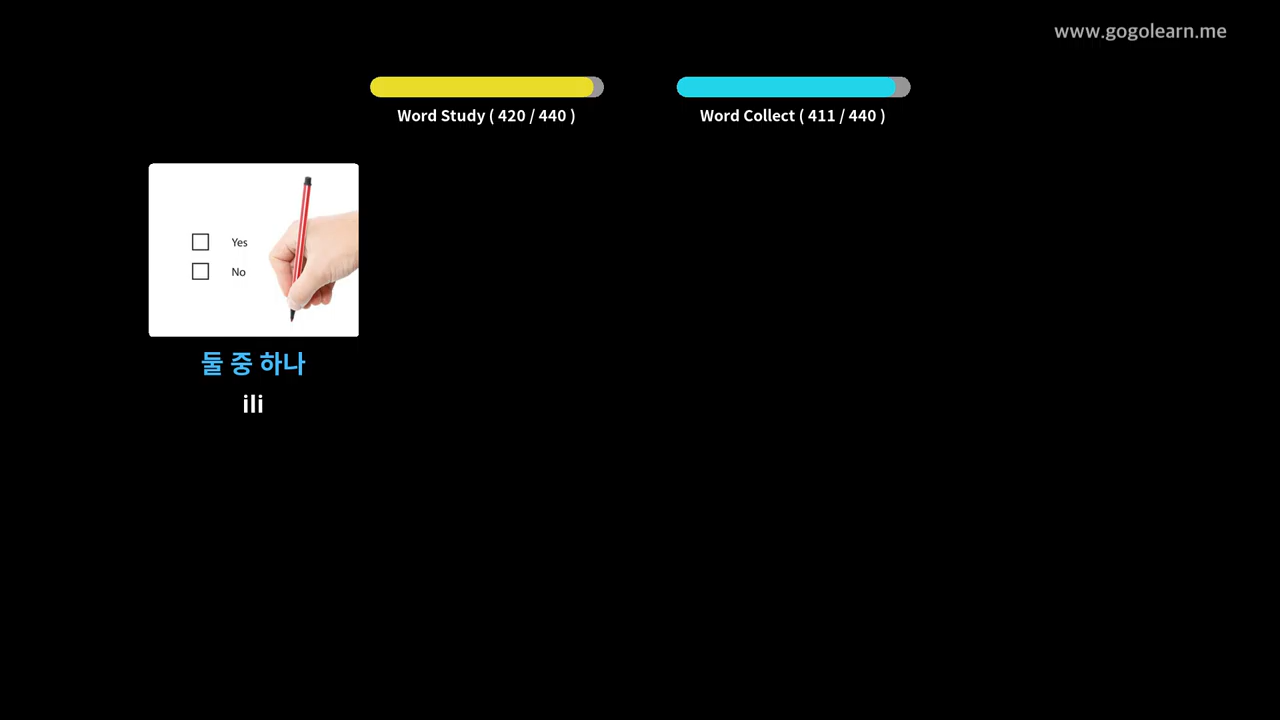 www.gogolearn.me
Word Study ( 420 / 440 )
Word Collect ( 411 / 440 )
Yes
No
둘 중 하나
ili